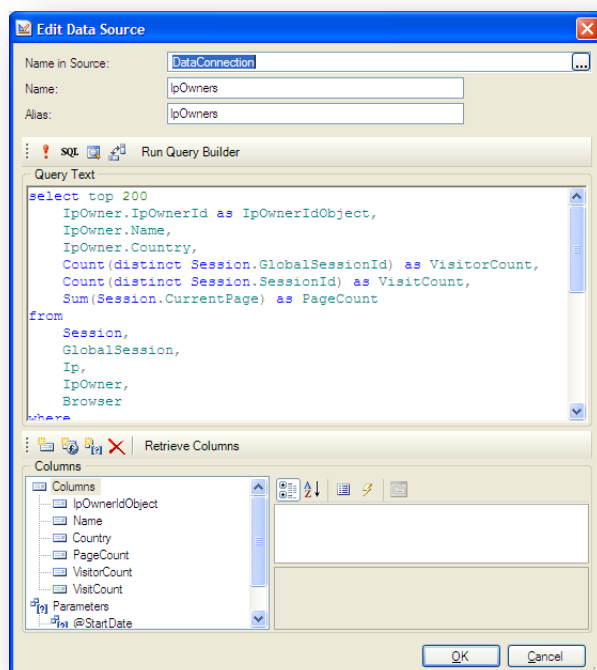 Edit Data Source
Name in Source: DataConnection ...
Name: IpOwners
Alias: IpOwners
SQL Run Query Builder
Query Text
select top 200
IpOwner.IpOwnerId as IpOwnerIdObject,
IpOwner.Name,
IpOwner.Country,
Count(distinct Session.GlobalSessionId) as VisitorCount,
Count(distinct Session.SessionId) as VisitCount,
Sum(Session.CurrentPage) as PageCount
from
Session,
GlobalSession,
Ip,
IpOwner,
Browser
where
Retrieve Columns
Columns
Columns
IpOwnerIdObject
Name
Country
PageCount
VisitorCount
VisitCount
Parameters
@StartDate
OK Cancel